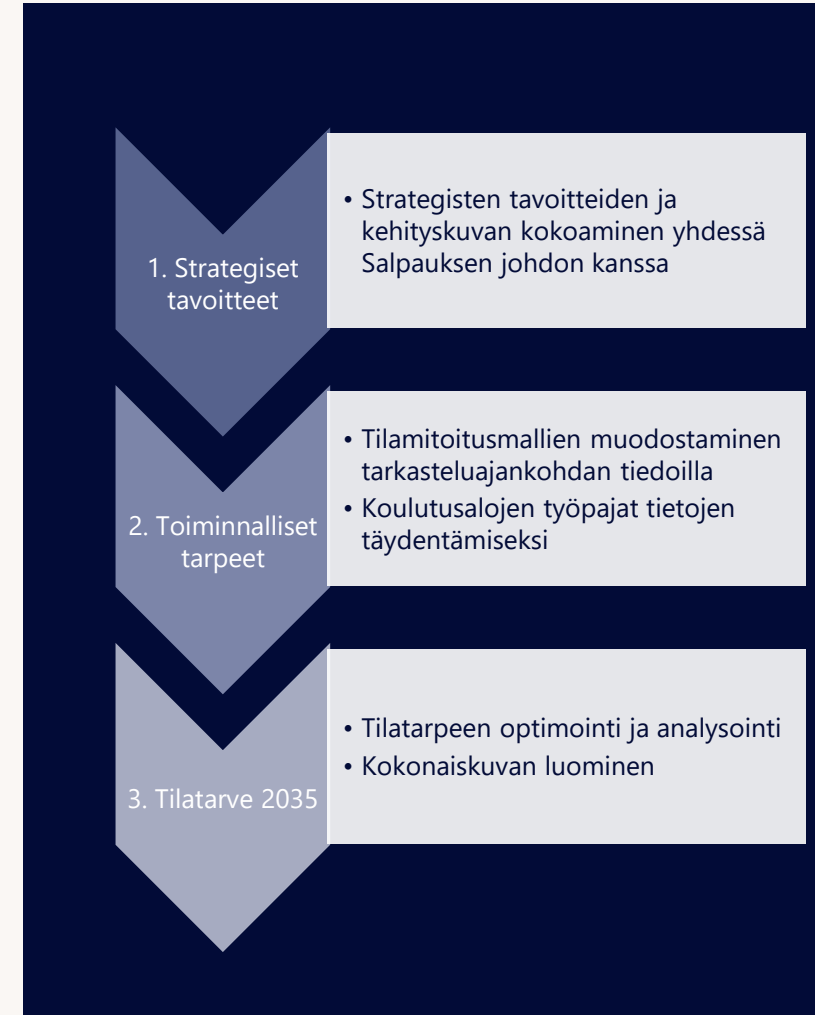 1. Strategiset
tavoitteet
• Strategisten tavoitteiden ja
kehityskuvan kokoaminen yhdessä
Salpauksen johdon kanssa
2. Toiminnalliset
tarpeet
• Tilamitoitusmallien muodostaminen
tarkasteluajankohdan tiedoilla
• Koulutusalojen työpajat tietojen
täydentämiseksi
3. Tilatarve 2035
• Tilatarpeen optimointi ja analysointi
• Kokonaiskuvan luominen